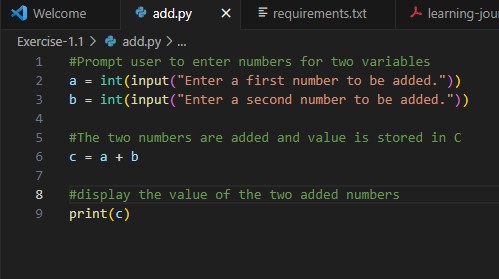 Welcome add.py requirements.txt learning-jou
Exercise-1.1 > add.py > ...
1 #Prompt user to enter numbers for two variables
2 a = int(input("Enter a first number to be added."))
3 b = int(input("Enter a second number to be added."))
4
5 #The two numbers are added and value is stored in C
6 c = a + b
7
8 #display the value of the two added numbers
9 print(c)